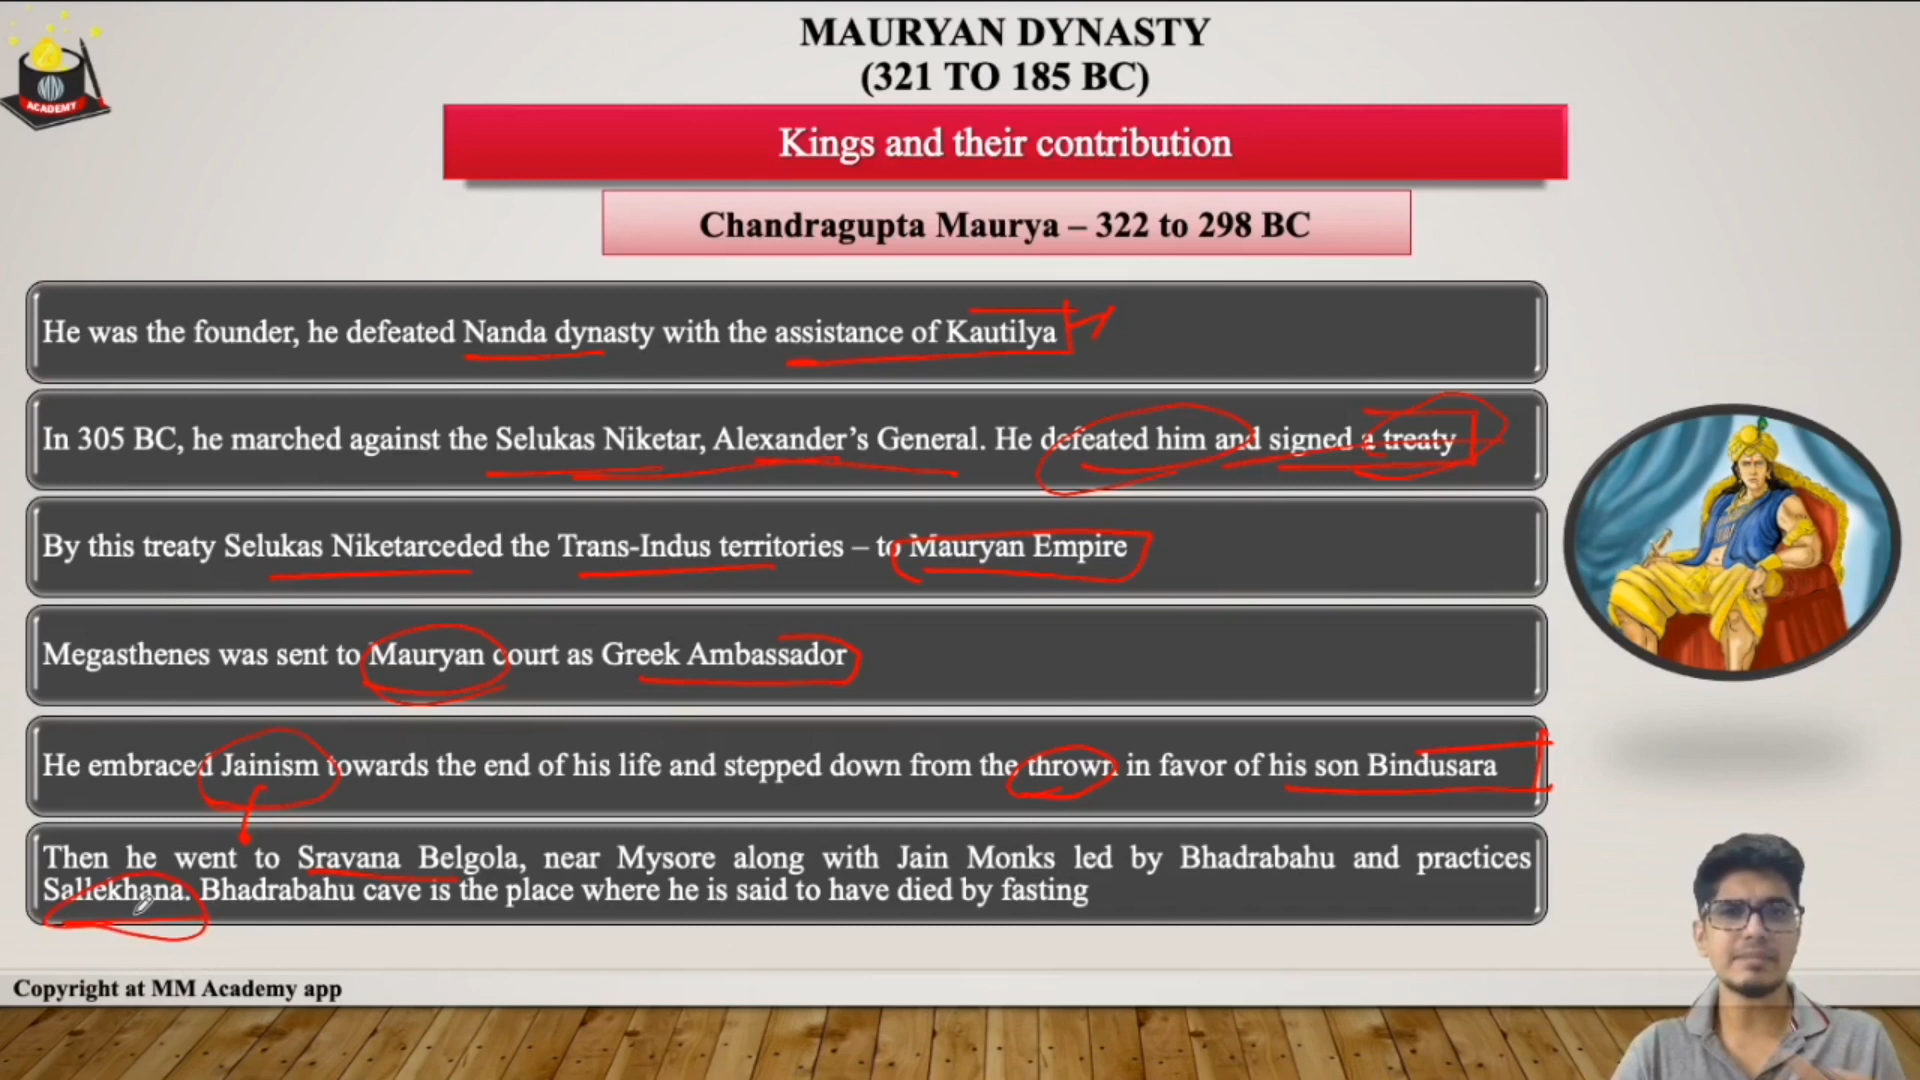 MAURYAN DYNASTY
(321 TO 185 BC)
ACADEMY
Kings and their contribution
Chandragupta Maurya – 322 to 298 BC
He was the founder, he defeated Nanda dynasty with the assistance of Kautilya
In 305 BC, he marched against the Selukas Niketar, Alexander’s General. He defeated him and signed a treaty
By this treaty Selukas Niketarceded the Trans-Indus territories – to Mauryan Empire
Megasthenes was sent to Mauryan court as Greek Ambassador
He embraced Jainism towards the end of his life and stepped down from the thrown in favor of his son Bindusara
Then he went to Sravana Belgola, near Mysore along with Jain Monks led by Bhadrabahu and practices
Sallekhana. Bhadrabahu cave is the place where he is said to have died by fasting
Copyright at MM Academy app